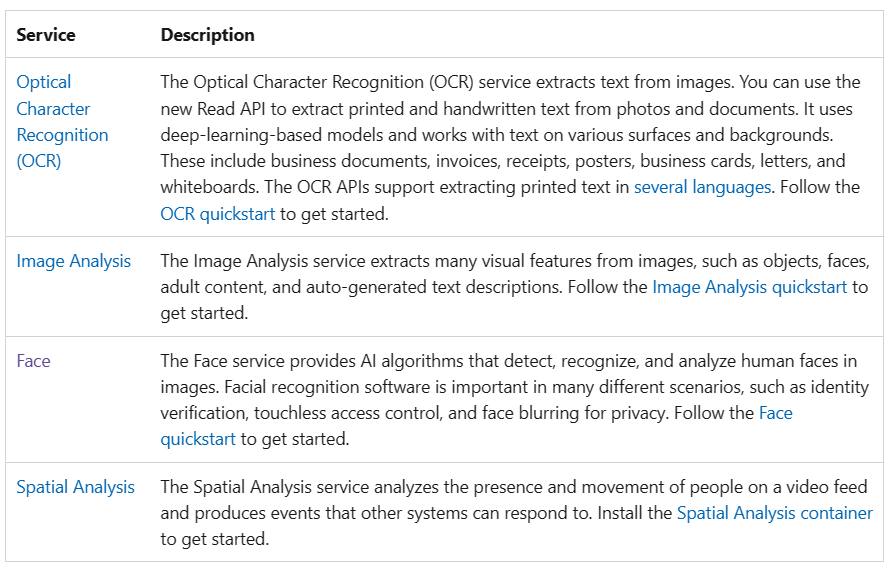 Service Description
Optical
Character
Recognition
(OCR)
The Optical Character Recognition (OCR) service extracts text from images. You can use the
new Read API to extract printed and handwritten text from photos and documents. It uses
deep-learning-based models and works with text on various surfaces and backgrounds.
These include business documents, invoices, receipts, posters, business cards, letters, and
whiteboards. The OCR APIs support extracting printed text in several languages. Follow the
OCR quickstart to get started.
Image Analysis
The Image Analysis service extracts many visual features from images, such as objects, faces,
adult content, and auto-generated text descriptions. Follow the Image Analysis quickstart to
get started.
Face
The Face service provides AI algorithms that detect, recognize, and analyze human faces in
images. Facial recognition software is important in many different scenarios, such as identity
verification, touchless access control, and face blurring for privacy. Follow the Face
quickstart to get started.
Spatial Analysis
The Spatial Analysis service analyzes the presence and movement of people on a video feed
and produces events that other systems can respond to. Install the Spatial Analysis container
to get started.